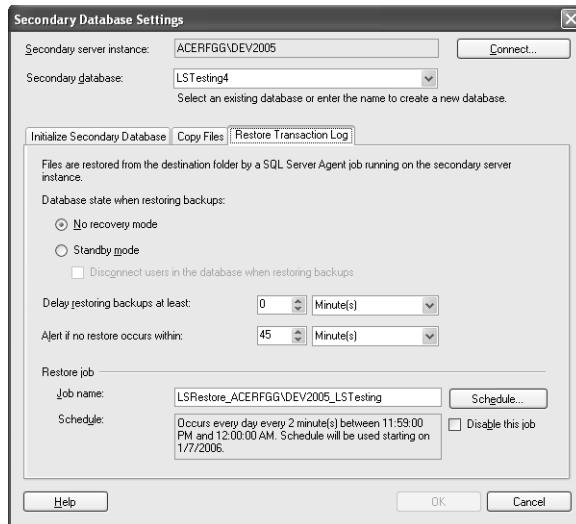 Secondary Database Settings
Secondary server instance: ACERFGG\DEV2005 Connect...
Secondary database: LSTesting4
Select an existing database or enter the name to create a new database.
Initialize Secondary Database Copy Files Restore Transaction Log
Files are restored from the destination folder by a SQL Server Agent job running on the secondary server
instance.
Database state when restoring backups:
No recovery mode
Standby mode
Disconnect users in the database when restoring backups
Delay restoring backups at least: 0 Minute(s)
Alert if no restore occurs within: 45 Minute(s)
Restore job
Job name: LSRestore_ACERFGG\DEV2005_LSTesting Schedule...
Schedule: Occurs every day every 2 minute(s) between 11:59:00 Disable this job
PM and 12:00:00 AM. Schedule will be used starting on
1/7/2006.
Help OK Cancel